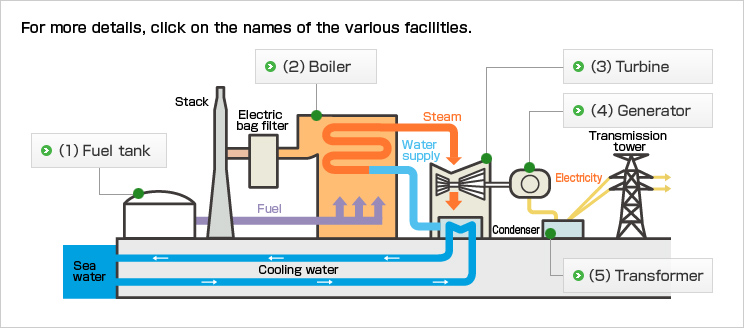 For more details, click on the names of the various facilities.
(2) Boiler
(3) Turbine
Stack
(4) Generator
Electric
bag filter
Steam
Transmission
tower
(1) Fuel tank
Water
supply
Electricity
Fuel
Condenser
Sea
water
Cooling water
(5) Transformer